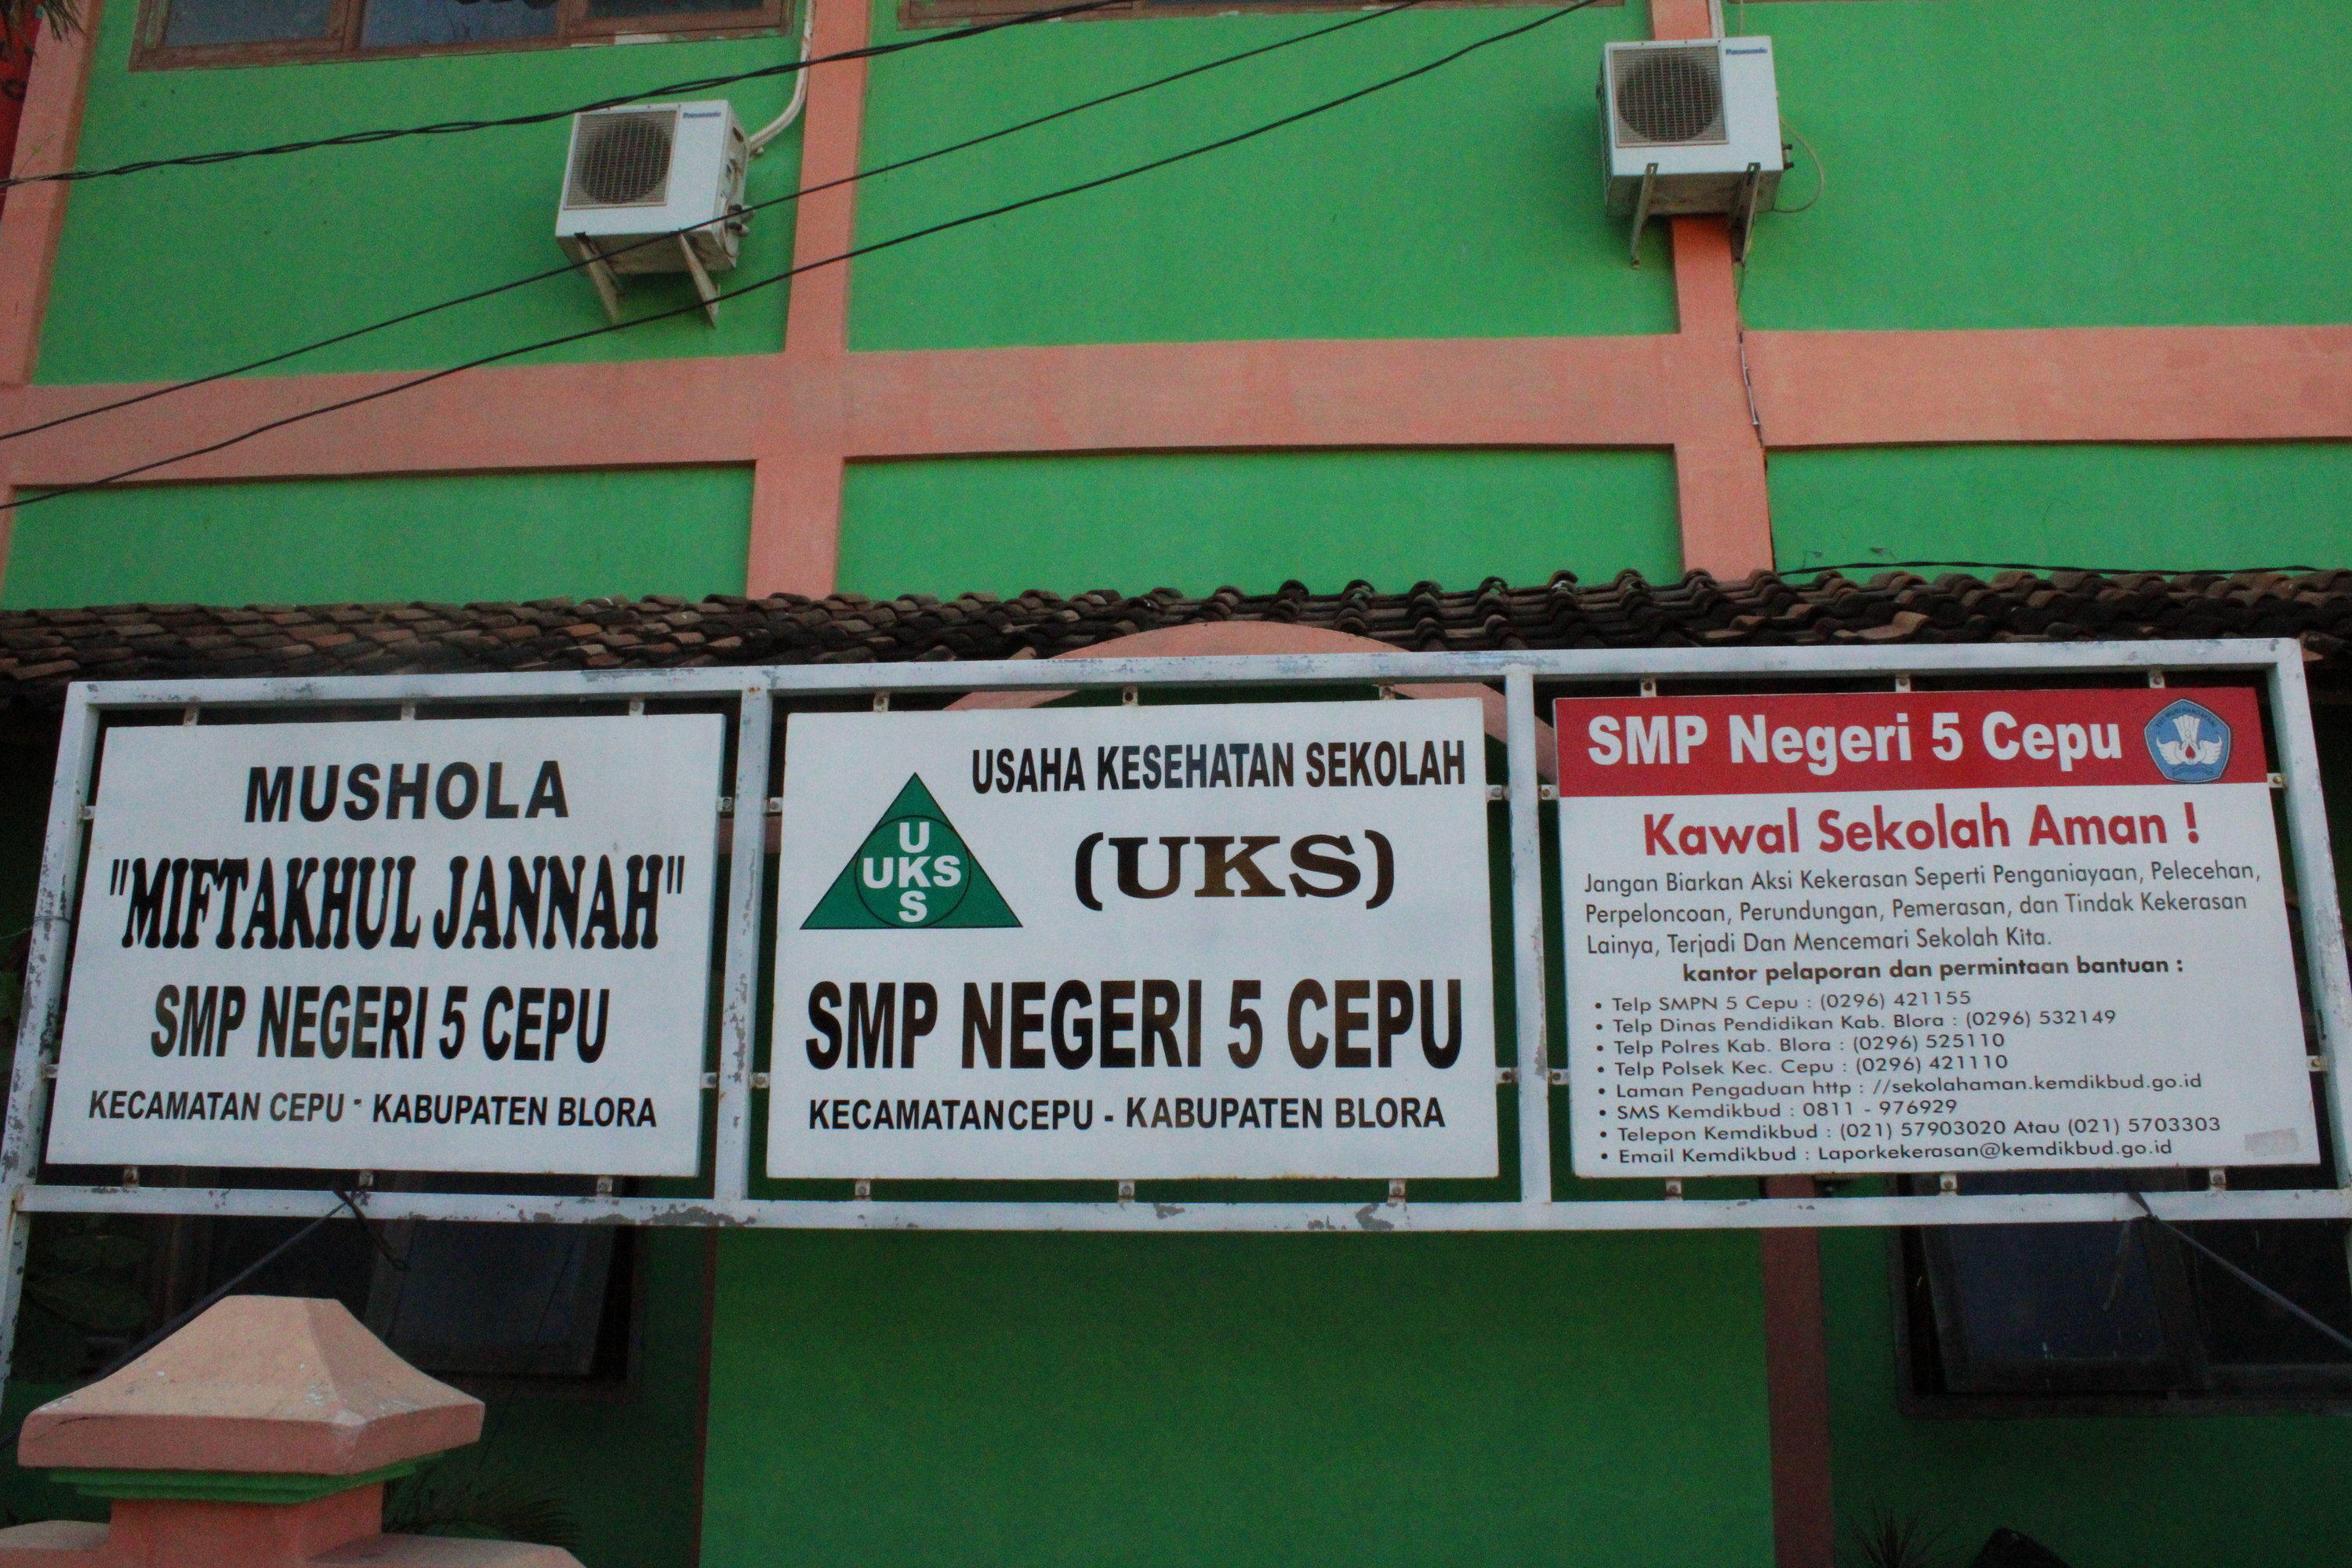 Panasonic
Panasonic
MUSHOLA
"MIFTAKHUL JANNAH"
SMP NEGERI 5 CEPU
KECAMATAN CEPU - KABUPATEN BLORA
USAHA KESEHATAN SEKOLAH
U
UKS
S
(UKS)
SMP NEGERI 5 CEPU
KECAMATANCEPU - KABUPATEN BLORA
SMP Negeri 5 Cepu
Kawal Sekolah Aman !
Jangan Biarkan Aksi Kekerasan Seperti Penganiayaan, Pelecehan,
Perpeloncoan, Perundungan, Pemerasan, dan Tindak Kekerasan
Lainya, Terjadi Dan Mencemari Sekolah Kita.
kantor pelaporan dan permintaan bantuan :
• Telp SMPN 5 Cepu : (0296) 421155
• Telp Dinas Pendidikan Kab. Blora : (0296) 532149
• Telp Polres Kab. Blora : (0296) 525110
• Telp Polsek Kec. Cepu : (0296) 421110
• Laman Pengaduan http : //sekolahaman.kemdikbud.go.id
• SMS Kemdikbud : 0811 - 976929
• Telepon Kemdikbud : (021) 57903020 Atau (021) 5703303
• Email Kemdikbud : Laporkekerasan@kemdikbud.go.id